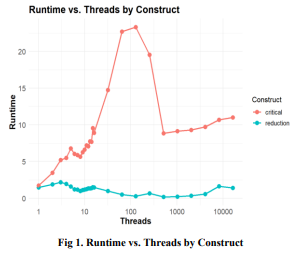 Runtime vs. Threads by Construct
20
15
10
5
0
Runtime
1 10 100 1000 10000
Threads
Construct
critical
reduction
Fig 1. Runtime vs. Threads by Construct